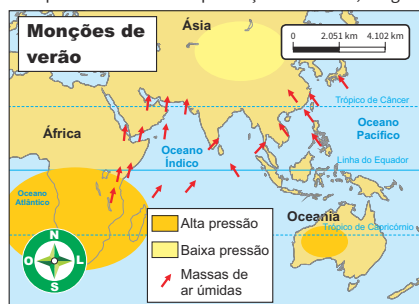 Monções de
verão
Ásia
0 2.051 km 4.102 km
Trópico de Câncer
África
Oceano
Pacífico
Oceano
Índico
Linha do Equador
Oceano
Atlântico
Oceania
Trópico de Capricórnio
N
O L
S
Alta pressão
Baixa pressão
Massas de
ar úmidas